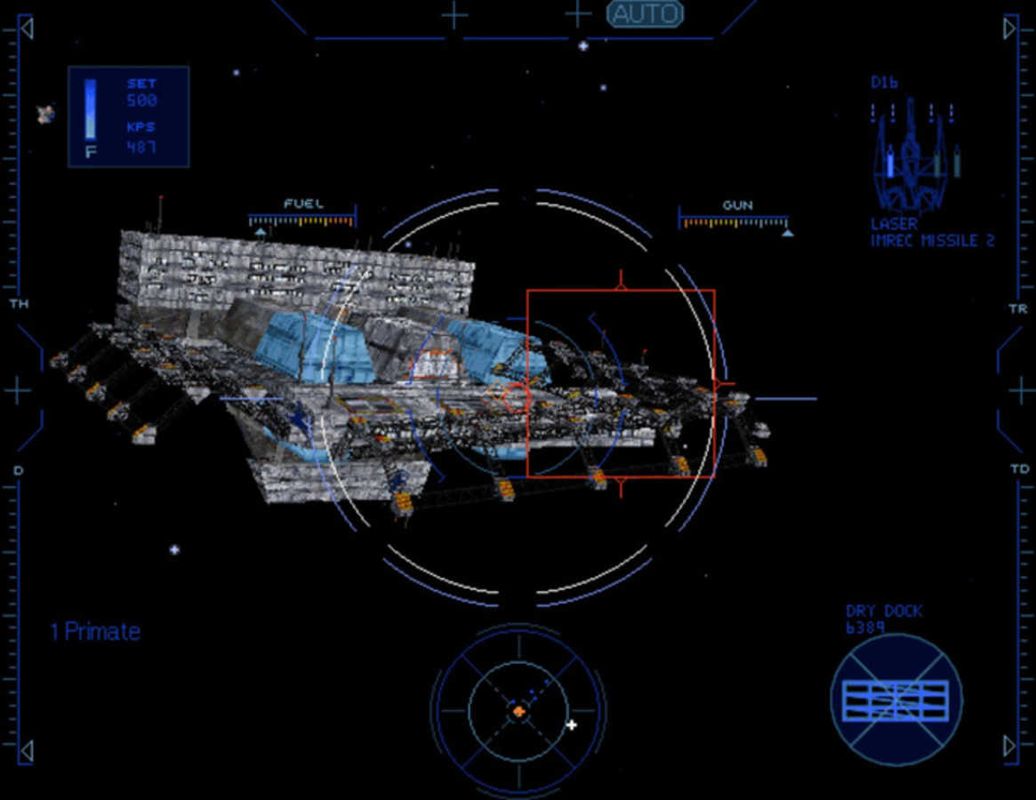 AUTO
SET
500
KPS
487
F
D16
LASER
IMREC MISSILE 2
FUEL
GUN
TH
TR
D
TD
1 Primate
DRY DOCK
6389